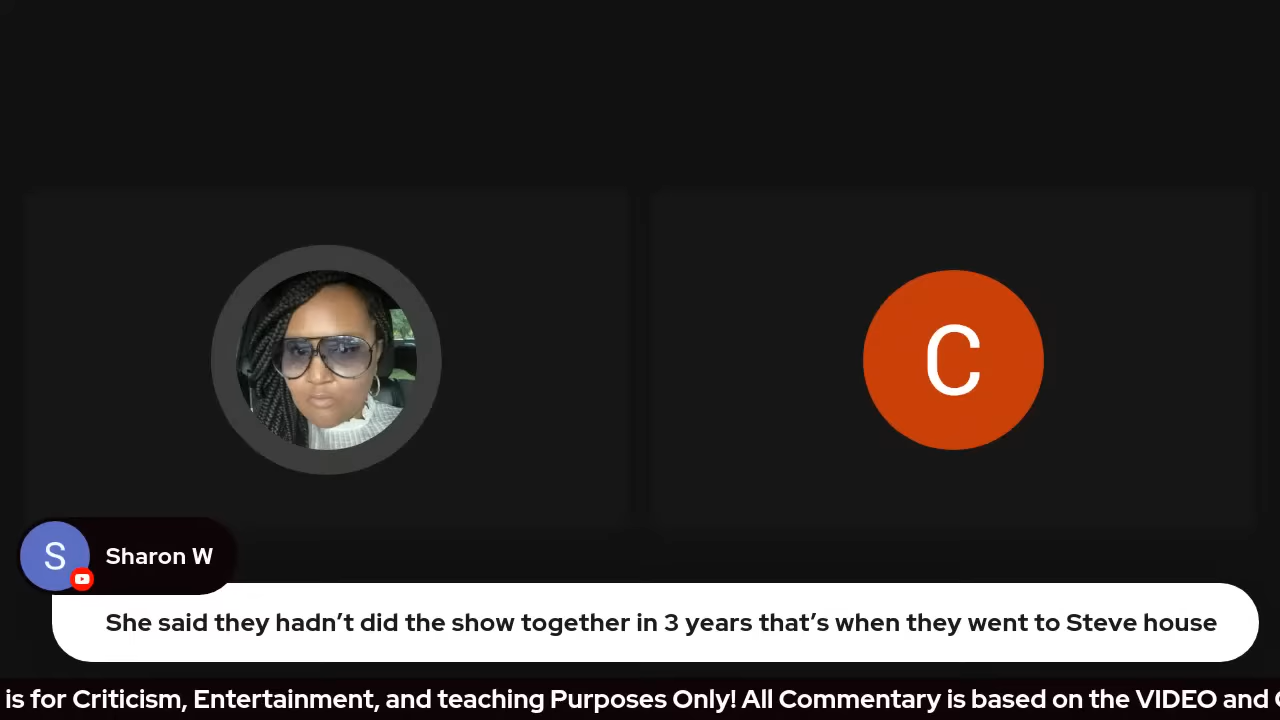 C
S
Sharon W
She said they hadn’t did the show together in 3 years that’s when they went to Steve house
is for Criticism, Entertainment, and teaching Purposes Only! All Commentary is based on the VIDEO and